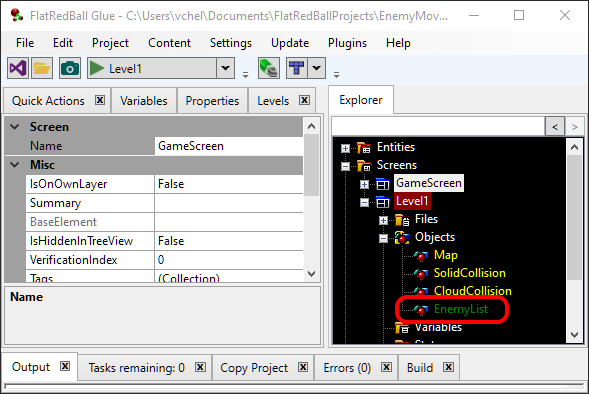 FlatRedBall Glue - C:\Users\vchel\Documents\FlatRedBallProjects\EnemyMov...
File Edit Project Content Settings Update Plugins Help
Level1
Quick Actions Variables Properties Levels
Explorer
< >
Screen
Name GameScreen
Misc
IsOnOwnLayer False
Summary
BaseElement
IsHiddenInTreeView False
VerificationIndex 0
Tags (Collection)
Name
Entities
Screens
GameScreen
Level1
Files
Objects
Map
SolidCollision
CloudCollision
EnemyList
Variables
Output Tasks remaining: 0 Copy Project Errors (0) Build